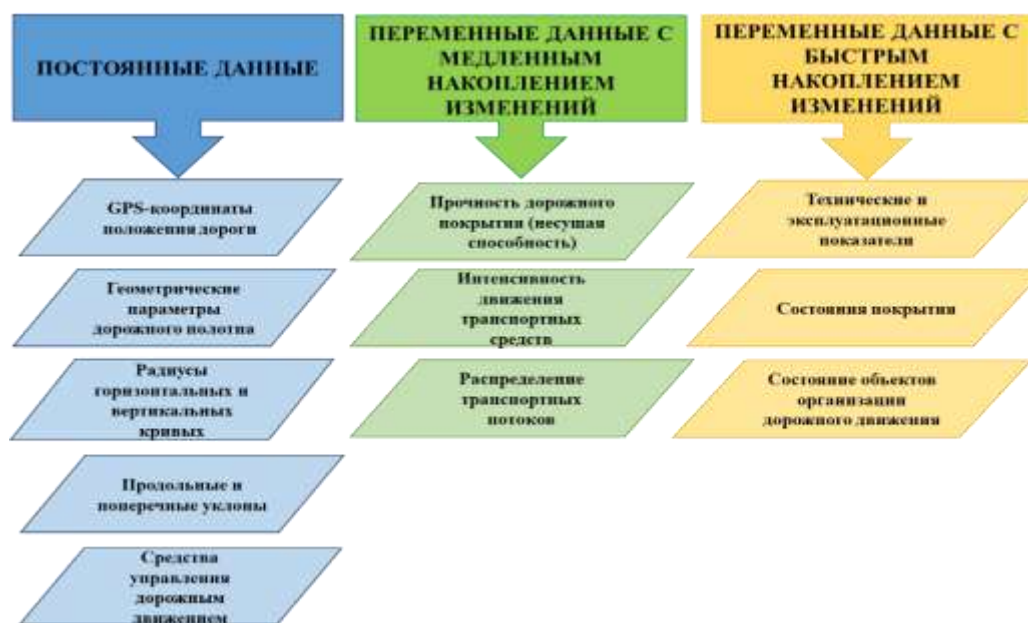 ПОСТОЯННЫЕ ДАННЫЕ
GPS-координаты
положения дороги
Геометрические
параметры
дорожного полотна
Радиусы
горизонтальных и
вертикальных
кривых
Продольные и
поперечные уклоны
Средства
управления
дорожным
движением
ПЕРЕМЕННЫЕ ДАННЫЕ С
МЕДЛЕННЫМ
НАКОПЛЕНИЕМ
ИЗМЕНЕНИЙ
Прочность дорожного
покрытия (несущая
способность)
Интенсивность
движения
транспортных
средств
Распределение
транспортных
потоков
ПЕРЕМЕННЫЕ ДАННЫЕ С
БЫСТРЫМ
НАКОПЛЕНИЕМ
ИЗМЕНЕНИЙ
Технические и
эксплуатационные
показатели
Состояния покрытия
Состояние объектов
организации
дорожного движения